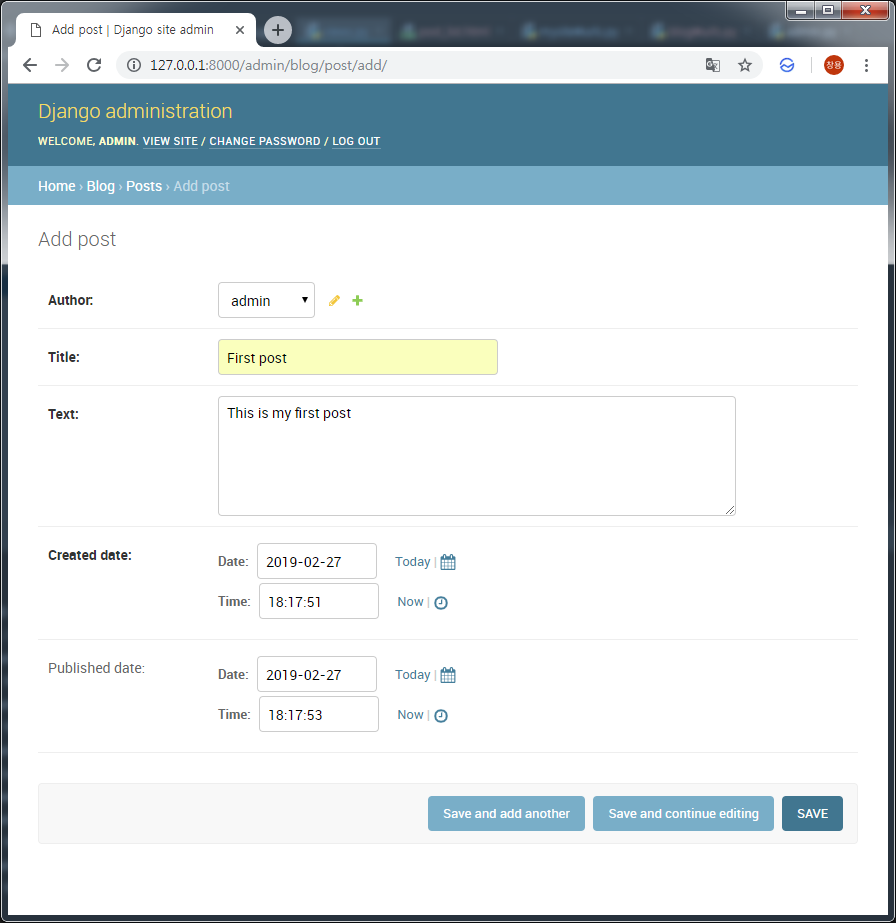 Add post | Django site admin
127.0.0.1:8000/admin/blog/post/add/
창용
Django administration
WELCOME, ADMIN. VIEW SITE / CHANGE PASSWORD / LOG OUT
Home › Blog › Posts › Add post
Add post
Author: admin
Title: First post
Text: This is my first post
Created date: Date: 2019-02-27 Today |
Time: 18:17:51 Now |
Published date: Date: 2019-02-27 Today |
Time: 18:17:53 Now |
Save and add another Save and continue editing SAVE